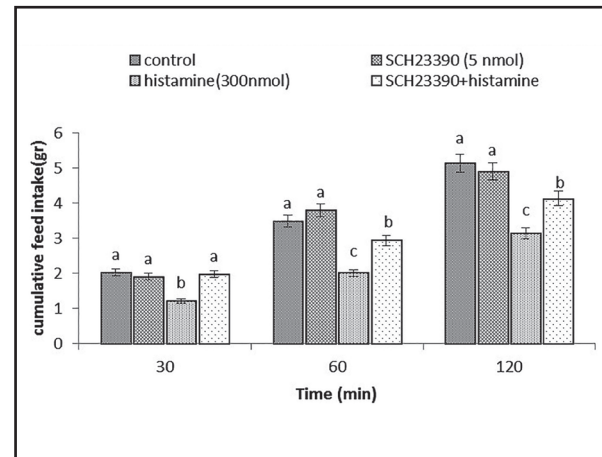 control SCH23390 (5 nmol)
histamine(300nmol) SCH23390+histamine
cumulative feed intake(gr)
6
5
4
3
2
1
0
a a b a
a a c b
a a c b
30 60 120
Time (min)